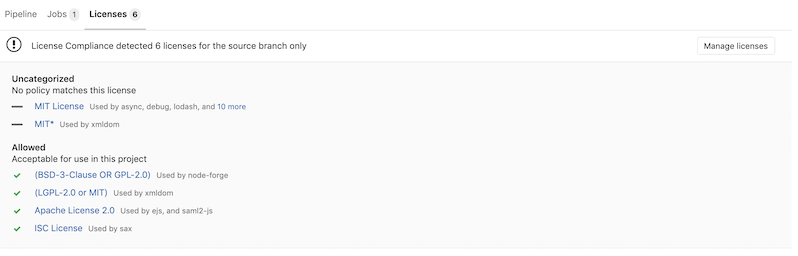 Pipeline Jobs 1 Licenses 6
License Compliance detected 6 licenses for the source branch only Manage licenses
Uncategorized
No policy matches this license
MIT License Used by async, debug, lodash, and 10 more
MIT* Used by xmldom
Allowed
Acceptable for use in this project
(BSD-3-Clause OR GPL-2.0) Used by node-forge
(LGPL-2.0 or MIT) Used by xmldom
Apache License 2.0 Used by ejs, and saml2-js
ISC License Used by sax